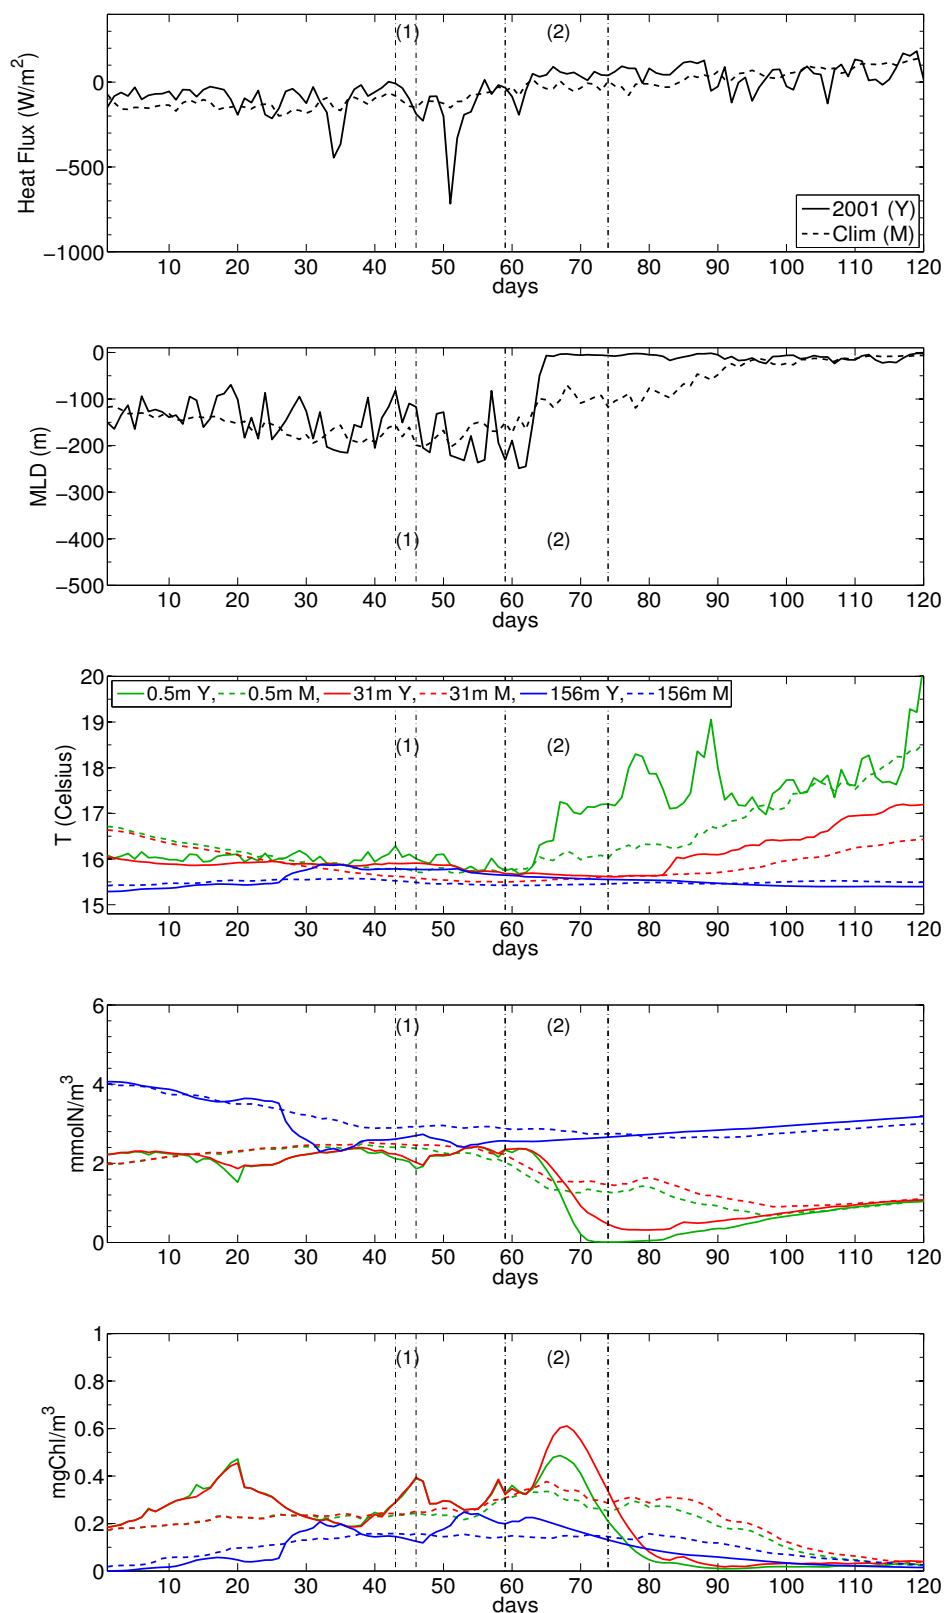 (1) (2)
0
−500
−1000
Heat Flux (W/m²)
2001 (Y)
Clim (M)
10 20 30 40 50 60 70 80 90 100 110 120
days
0
−100
−200
−300
−400
−500
MLD (m)
(1) (2)
10 20 30 40 50 60 70 80 90 100 110 120
days
20
19
18
17
16
15
T (Celsius)
0.5m Y, 0.5m M, 31m Y, 31m M, 156m Y, 156m M
(1) (2)
10 20 30 40 50 60 70 80 90 100 110 120
days
6
4
2
0
mmolN/m³
(1) (2)
10 20 30 40 50 60 70 80 90 100 110 120
days
1
0.8
0.6
0.4
0.2
0
mgChl/m³
(1) (2)
10 20 30 40 50 60 70 80 90 100 110 120
days